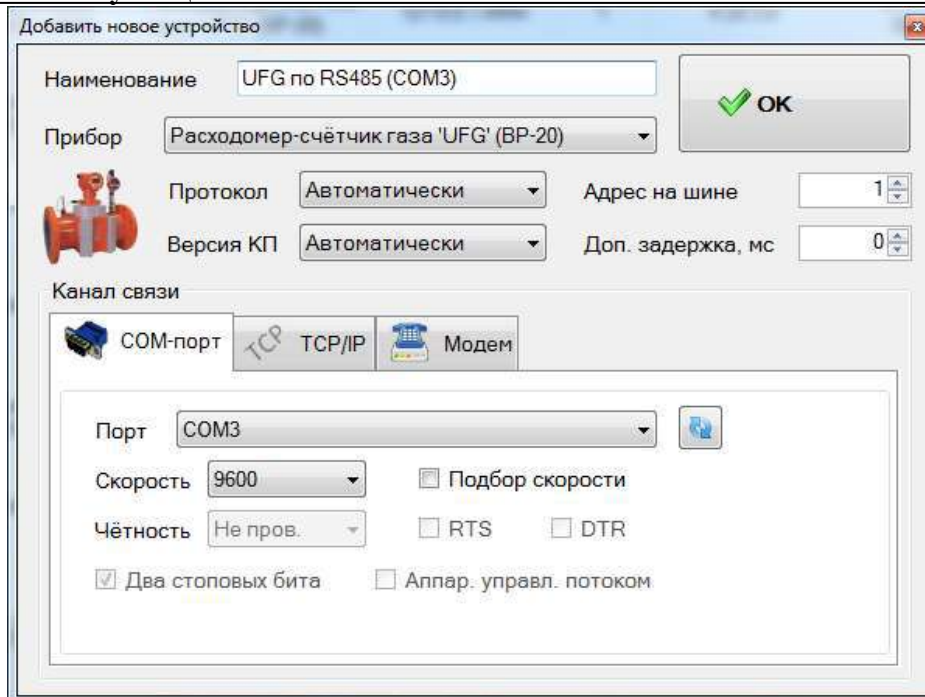 Добавить новое устройство
Наименование UFG по RS485 (COM3)
OK
Прибор Расходомер-счётчик газа 'UFG' (ВР-20)
Протокол Автоматически Адрес на шине 1
Версия КП Автоматически Доп. задержка, мс 0
Канал связи
COM-порт TCP TCP/IP Модем
Порт COM3
Скорость 9600 Подбор скорости
Чётность Не пров. RTS DTR
Два стоповых бита Аппар. управл. потоком